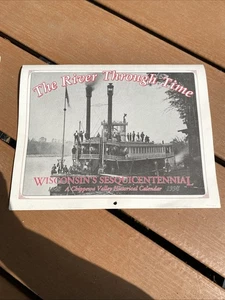 The River Through Time
WISCONSIN'S SESQUICENTENNIAL
A Chippewa Valley Historical Calendar 1998